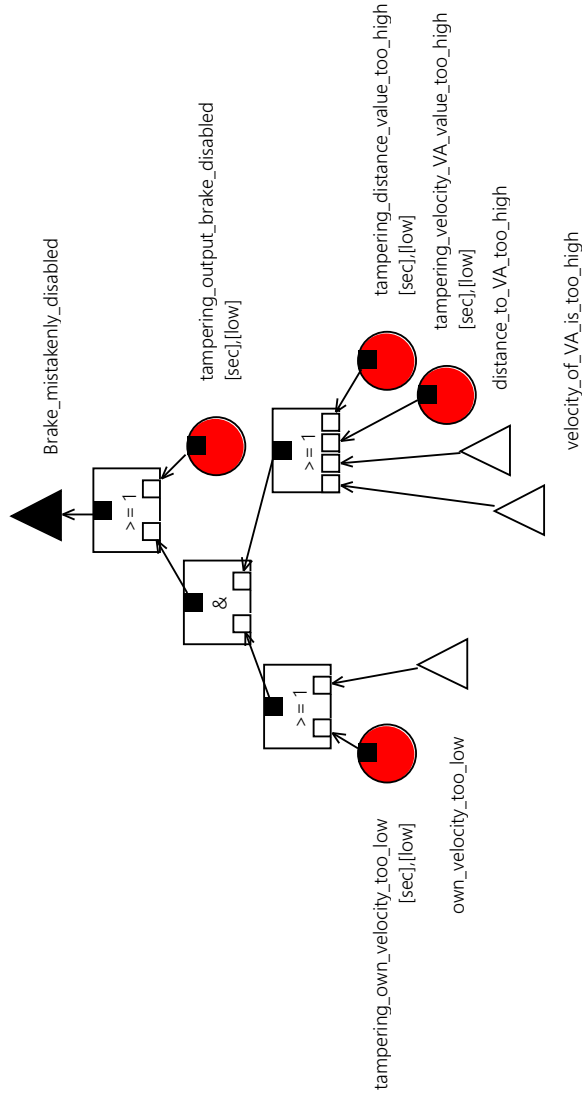 Brake_mistakenly_disabled
>= 1
tampering_output_brake_disabled
[sec],[low]
&
>= 1
>= 1
tampering_distance_value_too_high
[sec],[low]
tampering_velocity_VA_value_too_high
[sec],[low]
distance_to_VA_too_high
velocity_of_VA_is_too_high
tampering_own_velocity_too_low
[sec],[low]
own_velocity_too_low